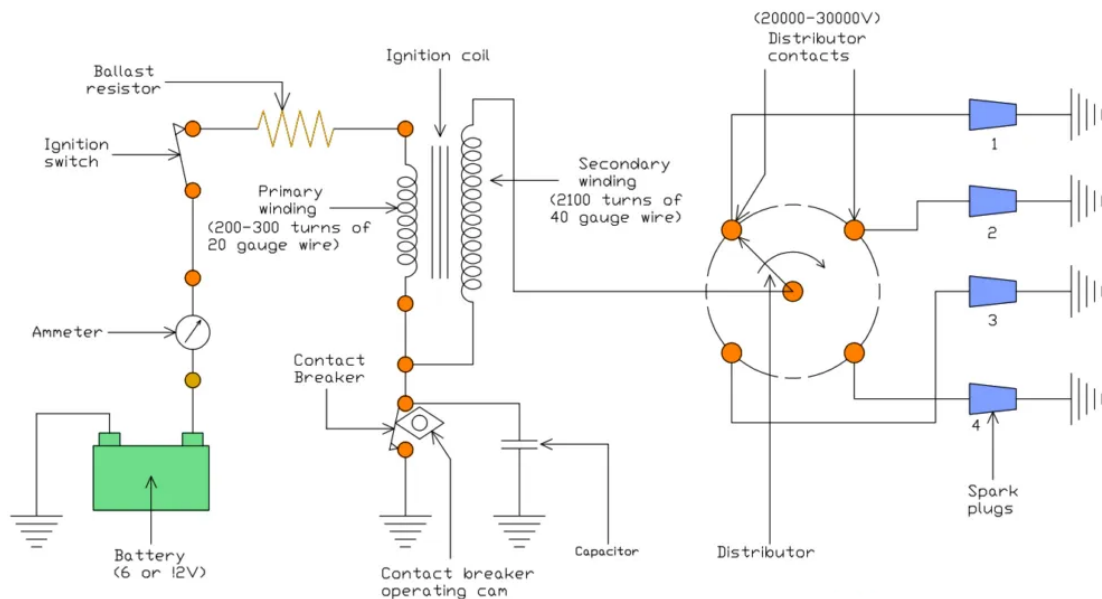 (20000-30000V)
Distributor
contacts
Ignition coil
Ballast
resistor
Ignition
switch
Primary
winding
(200-300 turns of
20 gauge wire)
Secondary
winding
(2100 turns of
40 gauge wire)
1
2
3
4
Ammeter
Contact
Breaker
Spark
plugs
Battery
(6 or 12V)
Contact breaker
operating cam
Capacitor
Distributor